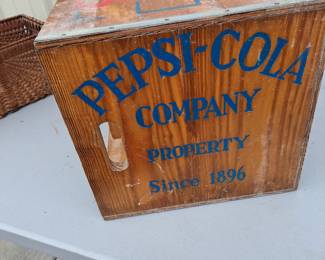 PEPSI-COLA
COMPANY
PROPERTY
Since 1896